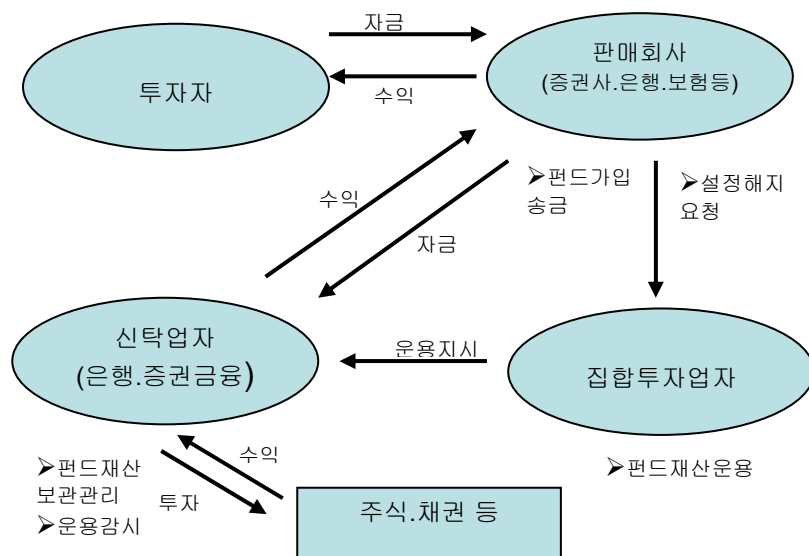 자금
투자자
판매회사
(증권사.은행.보험등)
수익
➢펀드가입
송금
➢설정해지
요청
수익
자금
신탁업자
(은행.증권금융)
운용지시
집합투자업자
➢펀드재산
보관관리
➢운용감시
수익
투자
➢펀드재산운용
주식.채권 등